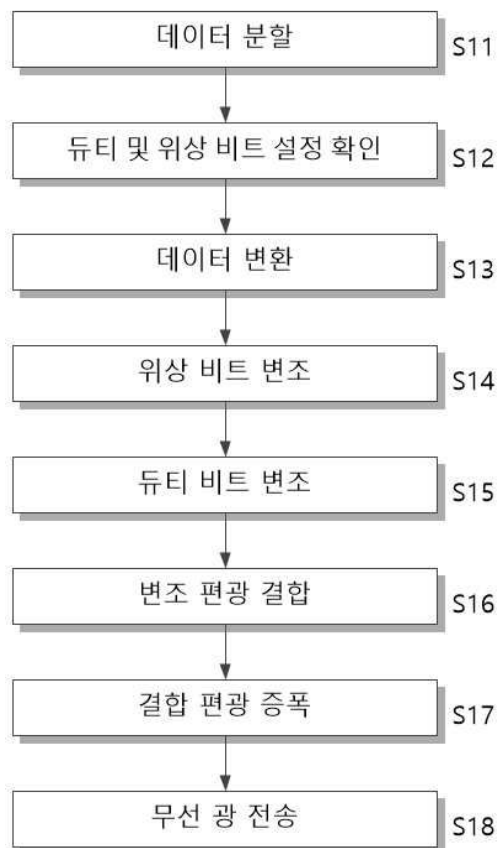 데이터 분할
S11
듀티 및 위상 비트 설정 확인
S12
데이터 변환
S13
위상 비트 변조
S14
듀티 비트 변조
S15
변조 편광 결합
S16
결합 편광 증폭
S17
무선 광 전송
S18